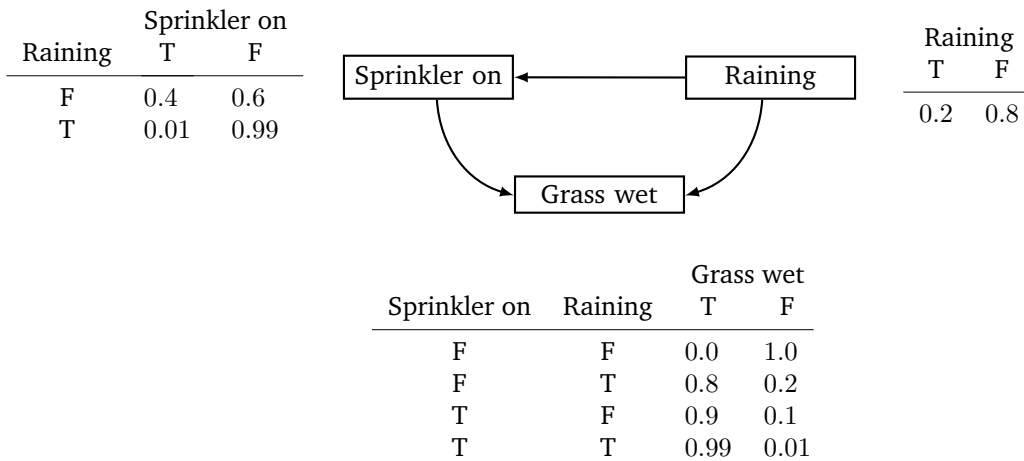 Sprinkler on
Raining T F
F 0.4 0.6
T 0.01 0.99
Sprinkler on
Raining
Raining
T F
0.2 0.8
Grass wet
Grass wet
Sprinkler on Raining T F
F F 0.0 1.0
F T 0.8 0.2
T F 0.9 0.1
T T 0.99 0.01